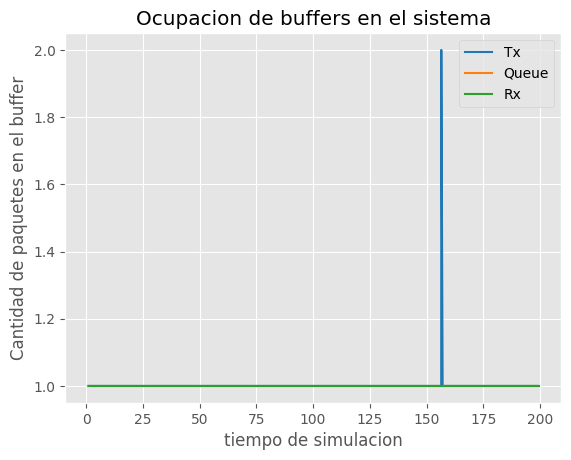 Ocupacion de buffers en el sistema
Cantidad de paquetes en el buffer
2.0
1.8
1.6
1.4
1.2
1.0
Tx
Queue
Rx
0
25
50
75
100
125
150
175
200
tiempo de simulacion